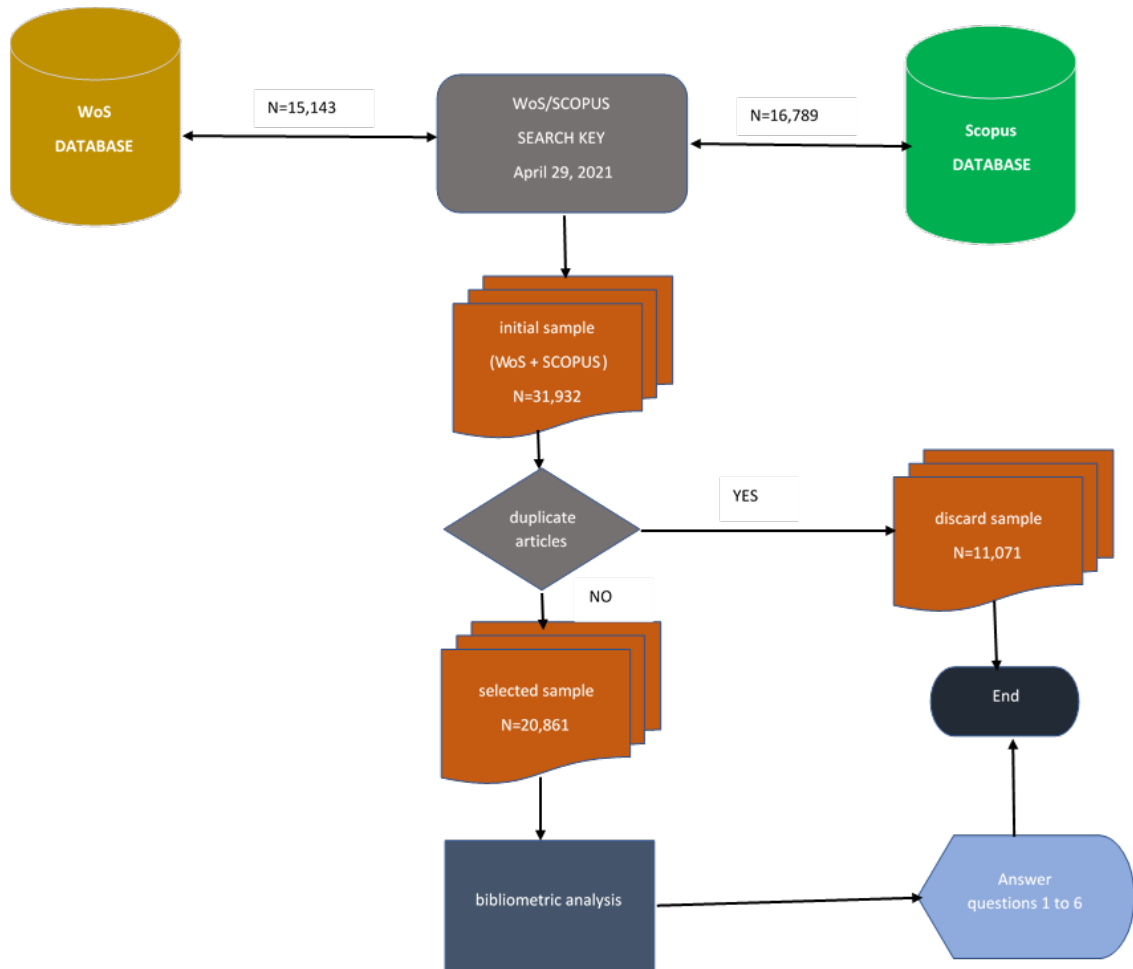 WoS
DATABASE
N=15,143
WoS/SCOPUS
SEARCH KEY
April 29, 2021
N=16,789
Scopus
DATABASE
initial sample
(WoS + SCOPUS)
N=31,932
duplicate
articles
YES
discard sample
N=11,071
NO
selected sample
N=20,861
End
bibliometric analysis
Answer
questions 1 to 6